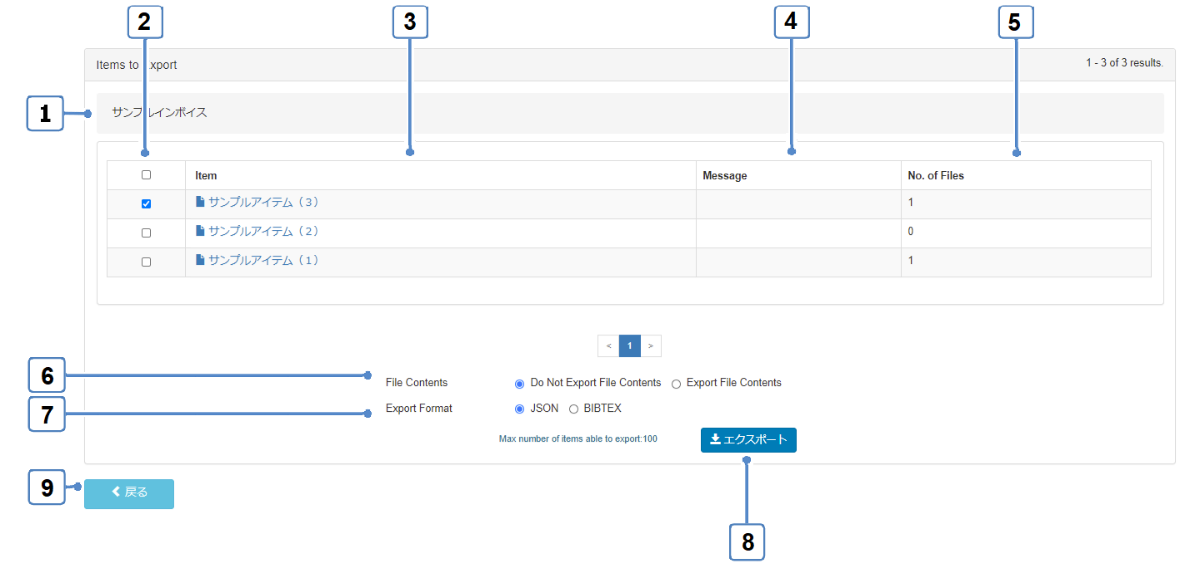 2 3 4 5
Items to Export 1 - 3 of 3 results.
1 サンプルインボイス
Item Message No. of Files
サンプルアイテム（3） 1
サンプルアイテム（2） 0
サンプルアイテム（1） 1
< 1 >
6 File Contents Do Not Export File Contents Export File Contents
7 Export Format JSON BIBTEX
Max number of items able to export:100 エクスポート
9 戻る
8